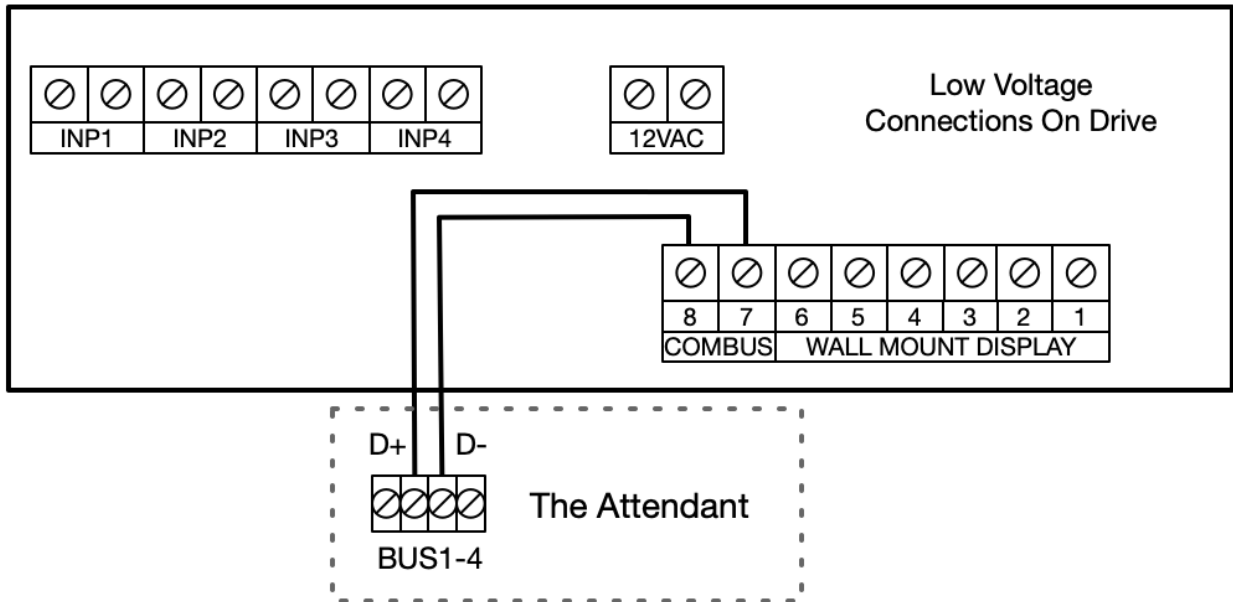 Low Voltage
Connections On Drive
INP1 INP2 INP3 INP4
12VAC
8 7 6 5 4 3 2 1
COMBUS WALL MOUNT DISPLAY
D+ D-
The Attendant
BUS1-4